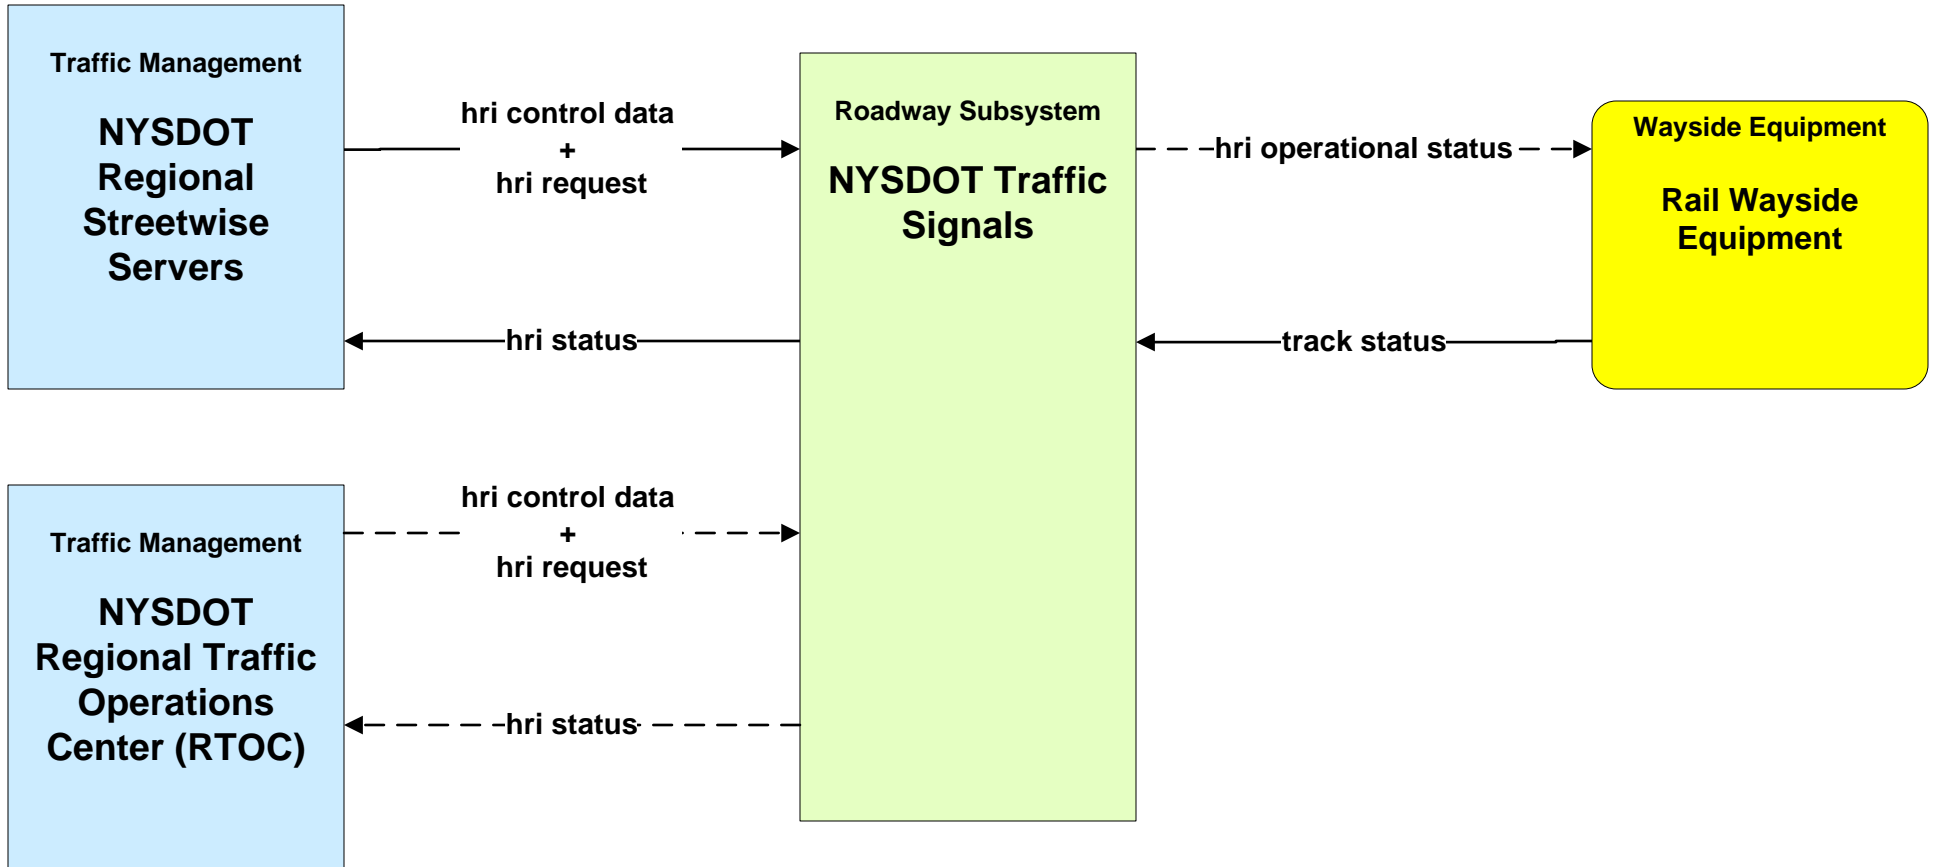 Traffic Management
NYSDOT
Regional
Streetwise
Servers
hri control data
+
hri request
hri status
Roadway Subsystem
NYSDOT Traffic
Signals
hri operational status
track status
Wayside Equipment
Rail Wayside
Equipment
Traffic Management
NYSDOT
Regional Traffic
Operations
Center (RTOC)
hri control data
+
hri request
hri status